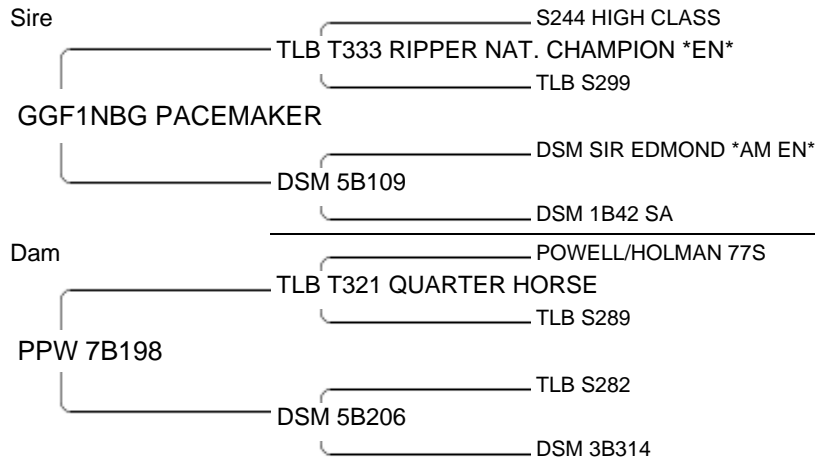 Sire
S244 HIGH CLASS
TLB T333 RIPPER NAT. CHAMPION *EN*
TLB S299
GGF1NBG PACEMAKER
DSM SIR EDMOND *AM EN*
DSM 5B109
DSM 1B42 SA
Dam
POWELL/HOLMAN 77S
TLB T321 QUARTER HORSE
TLB S289
PPW 7B198
TLB S282
DSM 5B206
DSM 3B314